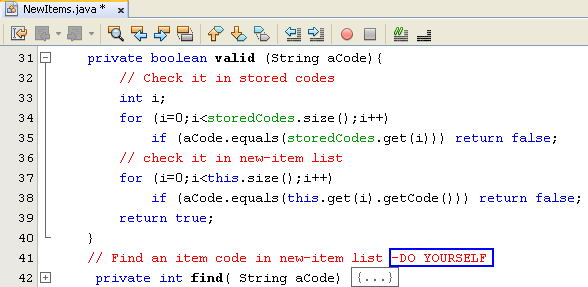 NewItems.java *
31 private boolean valid (String aCode){
32 // Check it in stored codes
33 int i;
34 for (i=0;i<storedCodes.size();i++)
35 if (aCode.equals(storedCodes.get(i))) return false;
36 // check it in new-item list
37 for (i=0;i<this.size();i++)
38 if (aCode.equals(this.get(i).getCode())) return false;
39 return true;
40 }
41 // Find an item code in new-item list -DO YOURSELF
42 private int find( String aCode) {...}